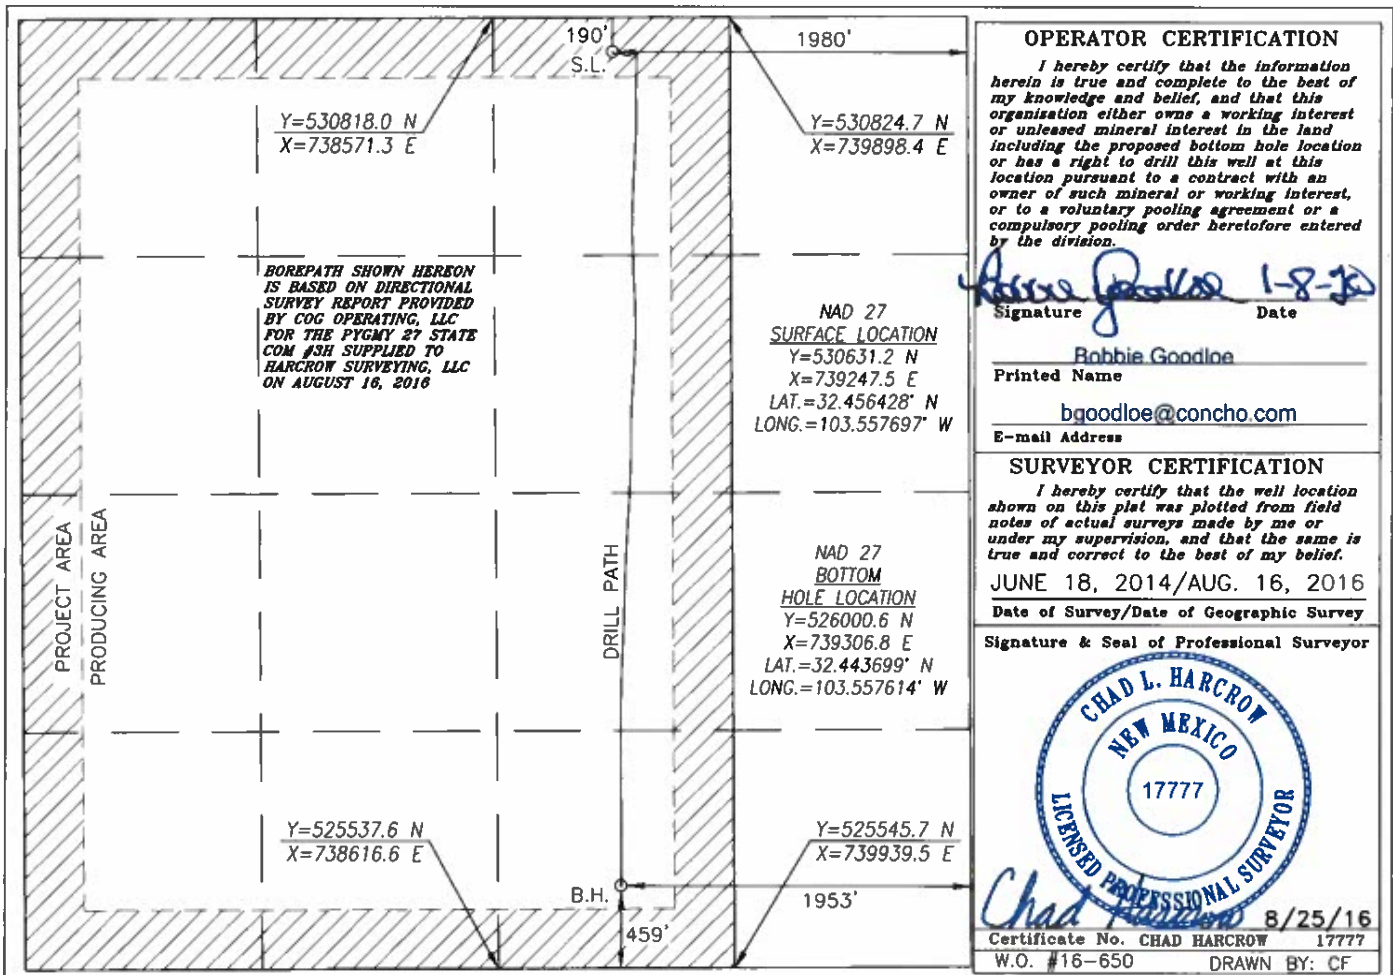 190'
S.L.
1980'
Y=530818.0 N
X=738571.3 E
Y=530824.7 N
X=739898.4 E
BOREPATH SHOWN HEREON
IS BASED ON DIRECTIONAL
SURVEY REPORT PROVIDED
BY COG OPERATING, LLC
FOR THE PYGMY 27 STATE
COM #3H SUPPLIED TO
HARCROW SURVEYING, LLC
ON AUGUST 16, 2016
NAD 27
SURFACE LOCATION
Y=530631.2 N
X=739247.5 E
LAT.=32.456428° N
LONG.=103.557697° W
PROJECT AREA
PRODUCING AREA
DRILL PATH
NAD 27
BOTTOM
HOLE LOCATION
Y=526000.6 N
X=739306.8 E
LAT.=32.443699° N
LONG.=103.557614° W
Y=525537.6 N
X=738616.6 E
Y=525545.7 N
X=739939.5 E
B.H.
1953'
459'
OPERATOR CERTIFICATION
I hereby certify that the information
herein is true and complete to the best of
my knowledge and belief, and that this
organisation either owns a working interest
or unleased mineral interest in the land
including the proposed bottom hole location
or has a right to drill this well at this
location pursuant to a contract with an
owner of such mineral or working interest,
or to a voluntary pooling agreement or a
compulsory pooling order heretofore entered
by the division.
Robbie Goodloe 1-8-20
Signature Date
Robbie Goodloe
Printed Name
bgoodloe@concho.com
E-mail Address
SURVEYOR CERTIFICATION
I hereby certify that the well location
shown on this plat was plotted from field
notes of actual surveys made by me or
under my supervision, and that the same is
true and correct to the best of my belief.
JUNE 18, 2014/AUG. 16, 2016
Date of Survey/Date of Geographic Survey
Signature & Seal of Professional Surveyor
CHAD L. HARCROW
NEW MEXICO
17777
LICENSED PROFESSIONAL SURVEYOR
Chad Harcrow 8/25/16
Certificate No. CHAD HARCROW 17777
W.O. #16-650 DRAWN BY: CF